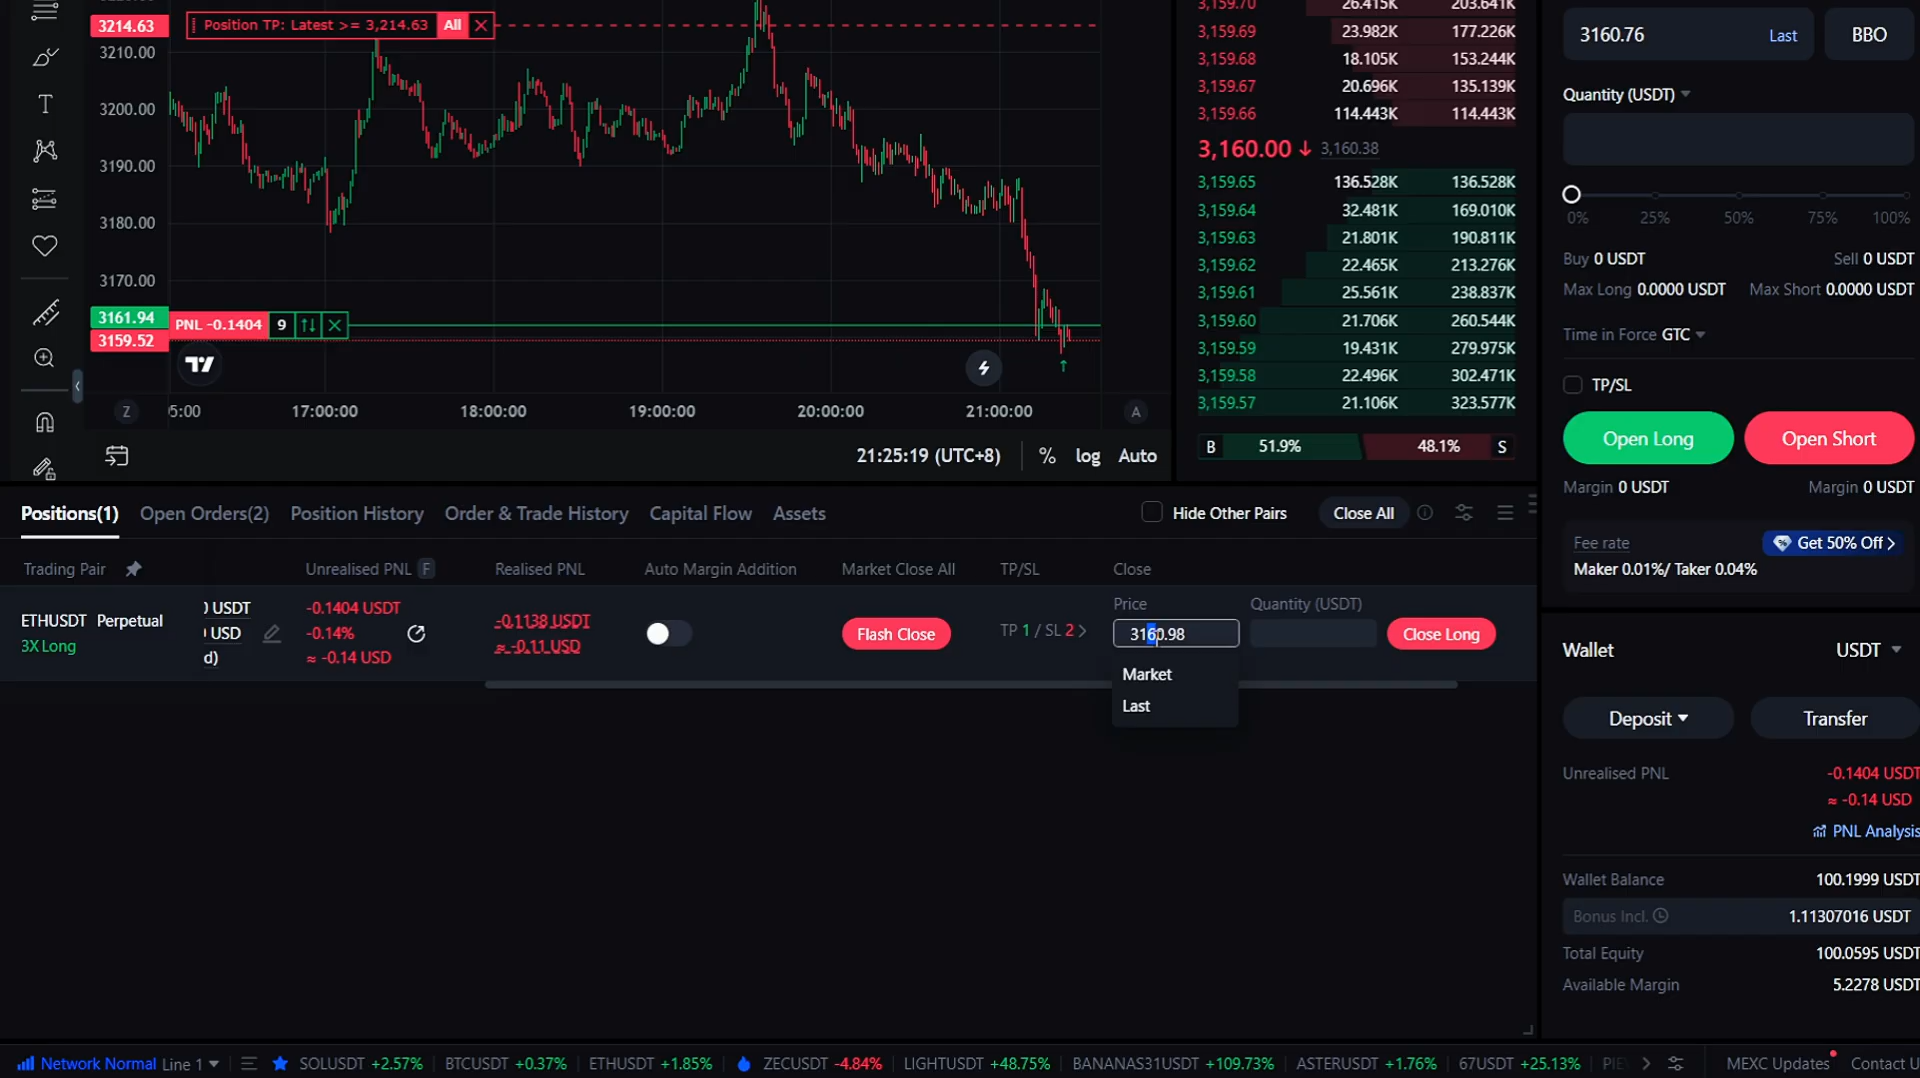 3214.63
Position TP: Latest >= 3,214.63 All
3210.00
3200.00
3190.00
3180.00
3170.00
3161.94
PNL -0.1404 9
3159.52
Z
17:00:00 18:00:00 19:00:00 20:00:00 21:00:00
A
21:25:19 (UTC+8) % log Auto
3,159.70 26.415K 203.641K
3,159.69 23.982K 177.226K
3,159.68 18.105K 153.244K
3,159.67 20.696K 135.139K
3,159.66 114.443K 114.443K
3,160.00 3,160.38
3,159.65 136.528K 136.528K
3,159.64 32.481K 169.010K
3,159.63 21.801K 190.811K
3,159.62 22.465K 213.276K
3,159.61 25.561K 238.837K
3,159.60 21.706K 260.544K
3,159.59 19.431K 279.975K
3,159.58 22.496K 302.471K
3,159.57 21.106K 323.577K
B 51.9% 48.1% S
3160.76 Last BBO
Quantity (USDT)
0% 25% 50% 75% 100%
Buy 0 USDT Sell 0 USDT
Max Long 0.0000 USDT Max Short 0.0000 USDT
Time in Force GTC
TP/SL
Open Long Open Short
Margin 0 USDT Margin 0 USDT
Fee rate Get 50% Off
Maker 0.01%/ Taker 0.04%
Positions(1) Open Orders(2) Position History Order & Trade History Capital Flow Assets Hide Other Pairs Close All
Trading Pair Unrealised PNL F Realised PNL Auto Margin Addition Market Close All TP/SL Close
ETHUSDT Perpetual
3X Long
USDT
USD
d)
-0.1404 USDT
-0.14%
≈ -0.14 USD
-0.1138 USDT
≈ -0.11 USD
Flash Close
TP 1 / SL 2
Price Quantity (USDT)
3160.98 Close Long
Market
Last
Wallet USDT
Deposit Transfer
Unrealised PNL -0.1404 USDT
≈ -0.14 USD
PNL Analysis
Wallet Balance 100.1999 USDT
Bonus Incl. 1.11307016 USDT
Total Equity 100.0595 USDT
Available Margin 5.2278 USDT
Network Normal Line 1 SOLUSDT +2.57% BTCUSDT +0.37% ETHUSDT +1.85% ZECUSDT -4.84% LIGHTUSDT +48.75% BANANAS31USDT +109.73% ASTERUSDT +1.76% 67USDT +25.13% MEXC Updates Contact U